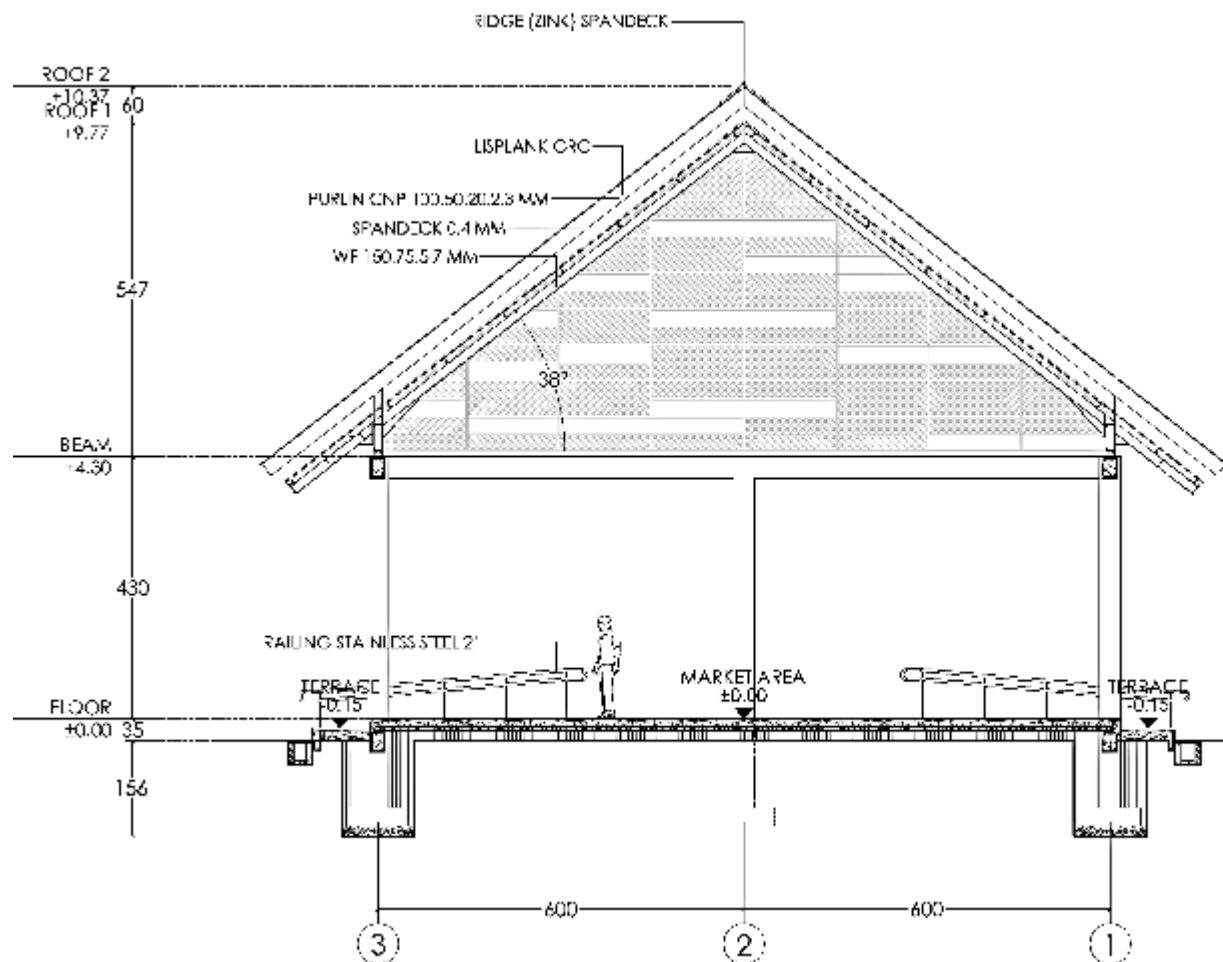 RIDGE (ZINK) SPANDECK
ROOF 2
+10.37
60
ROOF 1
+9.77
LISPLANK GRC
PURLIN CNP 100.50.20.2.3 MM
SPANDECK 0.4 MM
WF 150.75.5.7 MM
547
38°
BEAM
+4.30
430
RAILING STAINLESS STEEL 2"
TERRACE
-0.15
MARKET AREA
±0.00
TERRACE
-0.15
FLOOR
±0.00
35
156
600
600
3
2
1